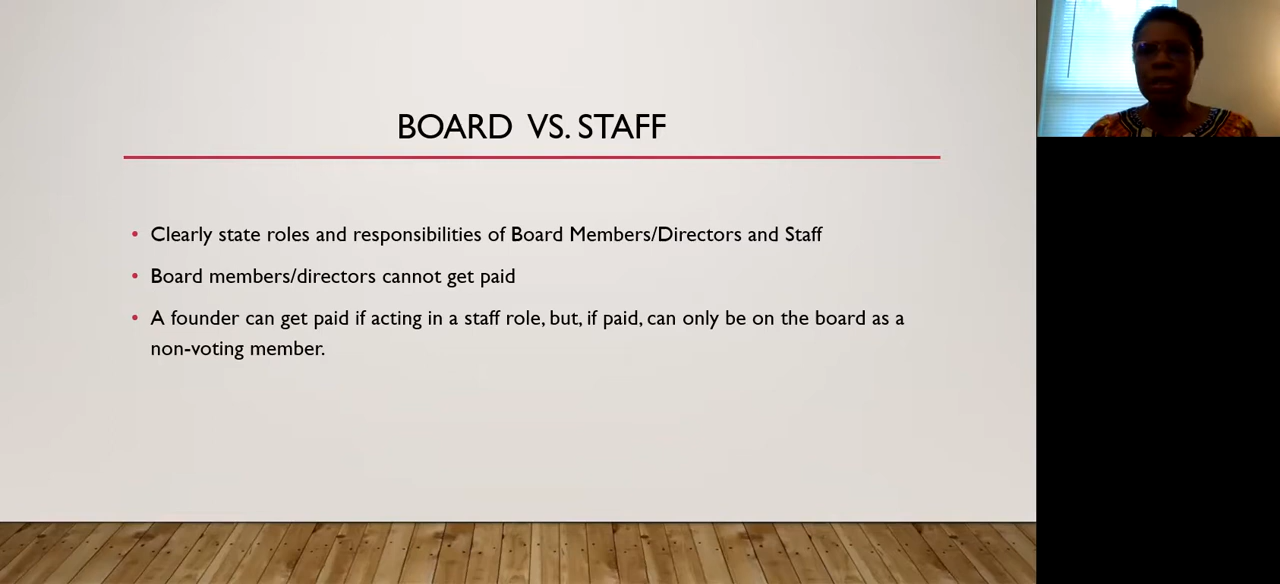 BOARD VS. STAFF
• Clearly state roles and responsibilities of Board Members/Directors and Staff
• Board members/directors cannot get paid
• A founder can get paid if acting in a staff role, but, if paid, can only be on the board as a
non-voting member.